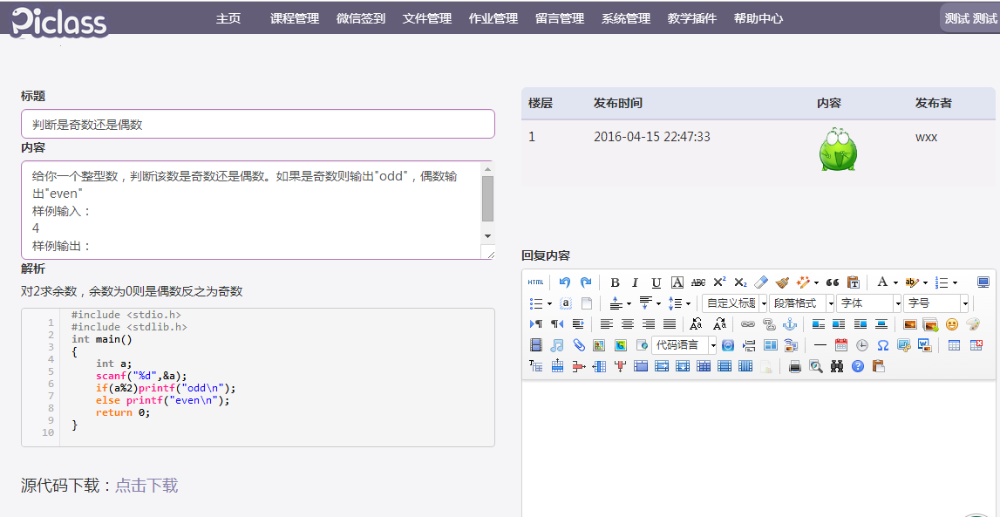 Piclass
主页 课程管理 微信签到 文件管理 作业管理 留言管理 系统管理 教学插件 帮助中心 测试 测试
标题
判断是奇数还是偶数
内容
给你一个整型数，判断该数是奇数还是偶数。如果是奇数则输出"odd"，偶数输
出"even"
样例输入：
4
样例输出：
解析
对2求余数，余数为0则是偶数反之为奇数
1 #include <stdio.h>
2 #include <stdlib.h>
3 int main()
4 {
5 int a;
6 scanf("%d",&a);
7 if(a%2)printf("odd\n");
8 else printf("even\n");
9 return 0;
10 }
源代码下载：点击下载
楼层 发布时间 内容 发布者
1 2016-04-15 22:47:33 wxx
回复内容
HTML B I U A ABC X² X₂ A ab
a 自定义标题 段落格式 字体 字号
代码语言